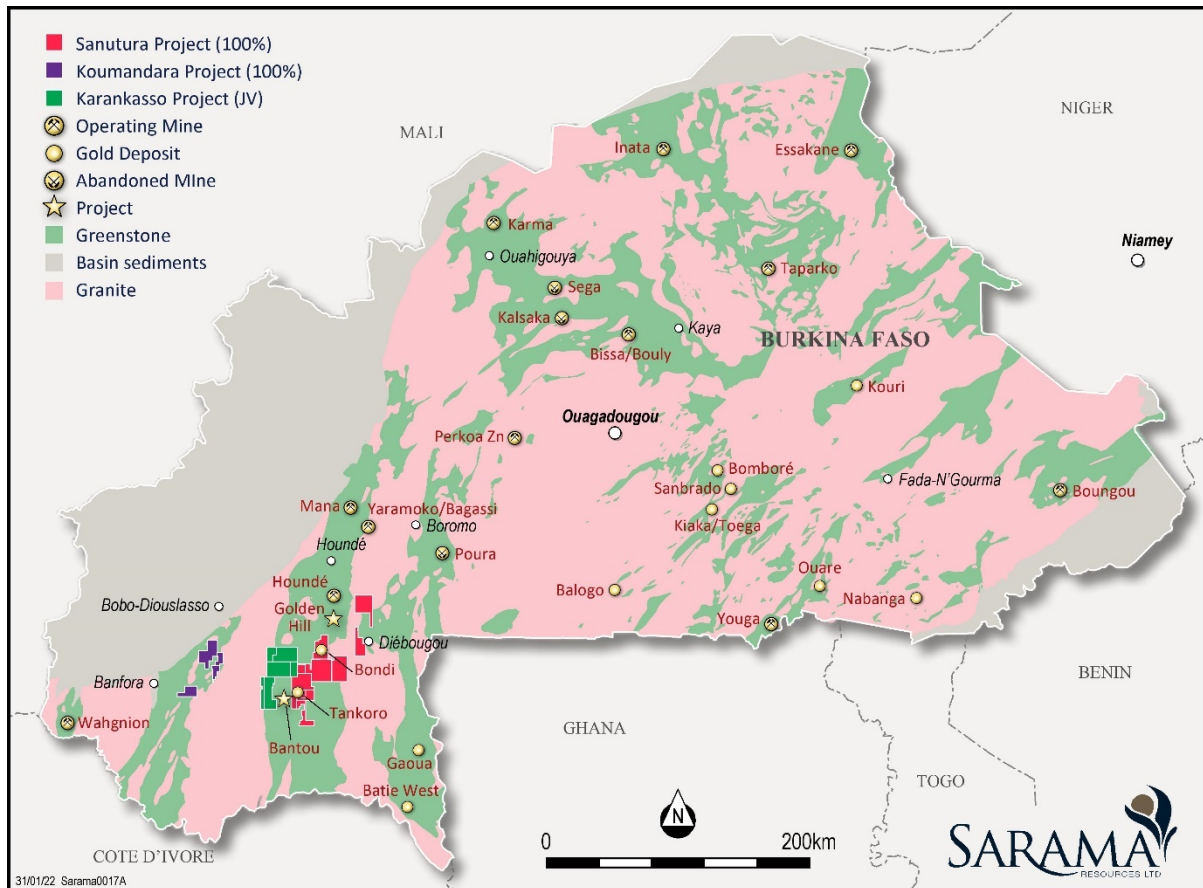 Sanutura Project (100%)
Koumandara Project (100%)
Karankasso Project (JV)
Operating Mine
Gold Deposit
Abandoned MIne
Project
Greenstone
Basin sediments
Granite
MALI
NIGER
Inata
Essakane
Karma
Ouahigouya
Niamey
Taparko
Sega
Kalsaka
Kaya
Bissa/Bouly
BURKINA FASO
Kouri
Ouagadougou
Perkoa Zn
Bomboré
Sanbrado
Fada-N'Gourma
Boungou
Mana
Yaramoko/Bagassi
Kiaka/Toega
Boromo
Houndé
Poura
Houndé
Ouare
Balogo
Nabanga
Bobo-Dioulasso
Golden
Hill
Youga
Diébougou
Bondi
Banfora
BENIN
Tankoro
Wahgnion
GHANA
Bantou
Gaoua
TOGO
Batie West
N
0
200km
COTE D'IVORE
SARAMA
RESOURCES LTD
31/01/22 Sarama0017A